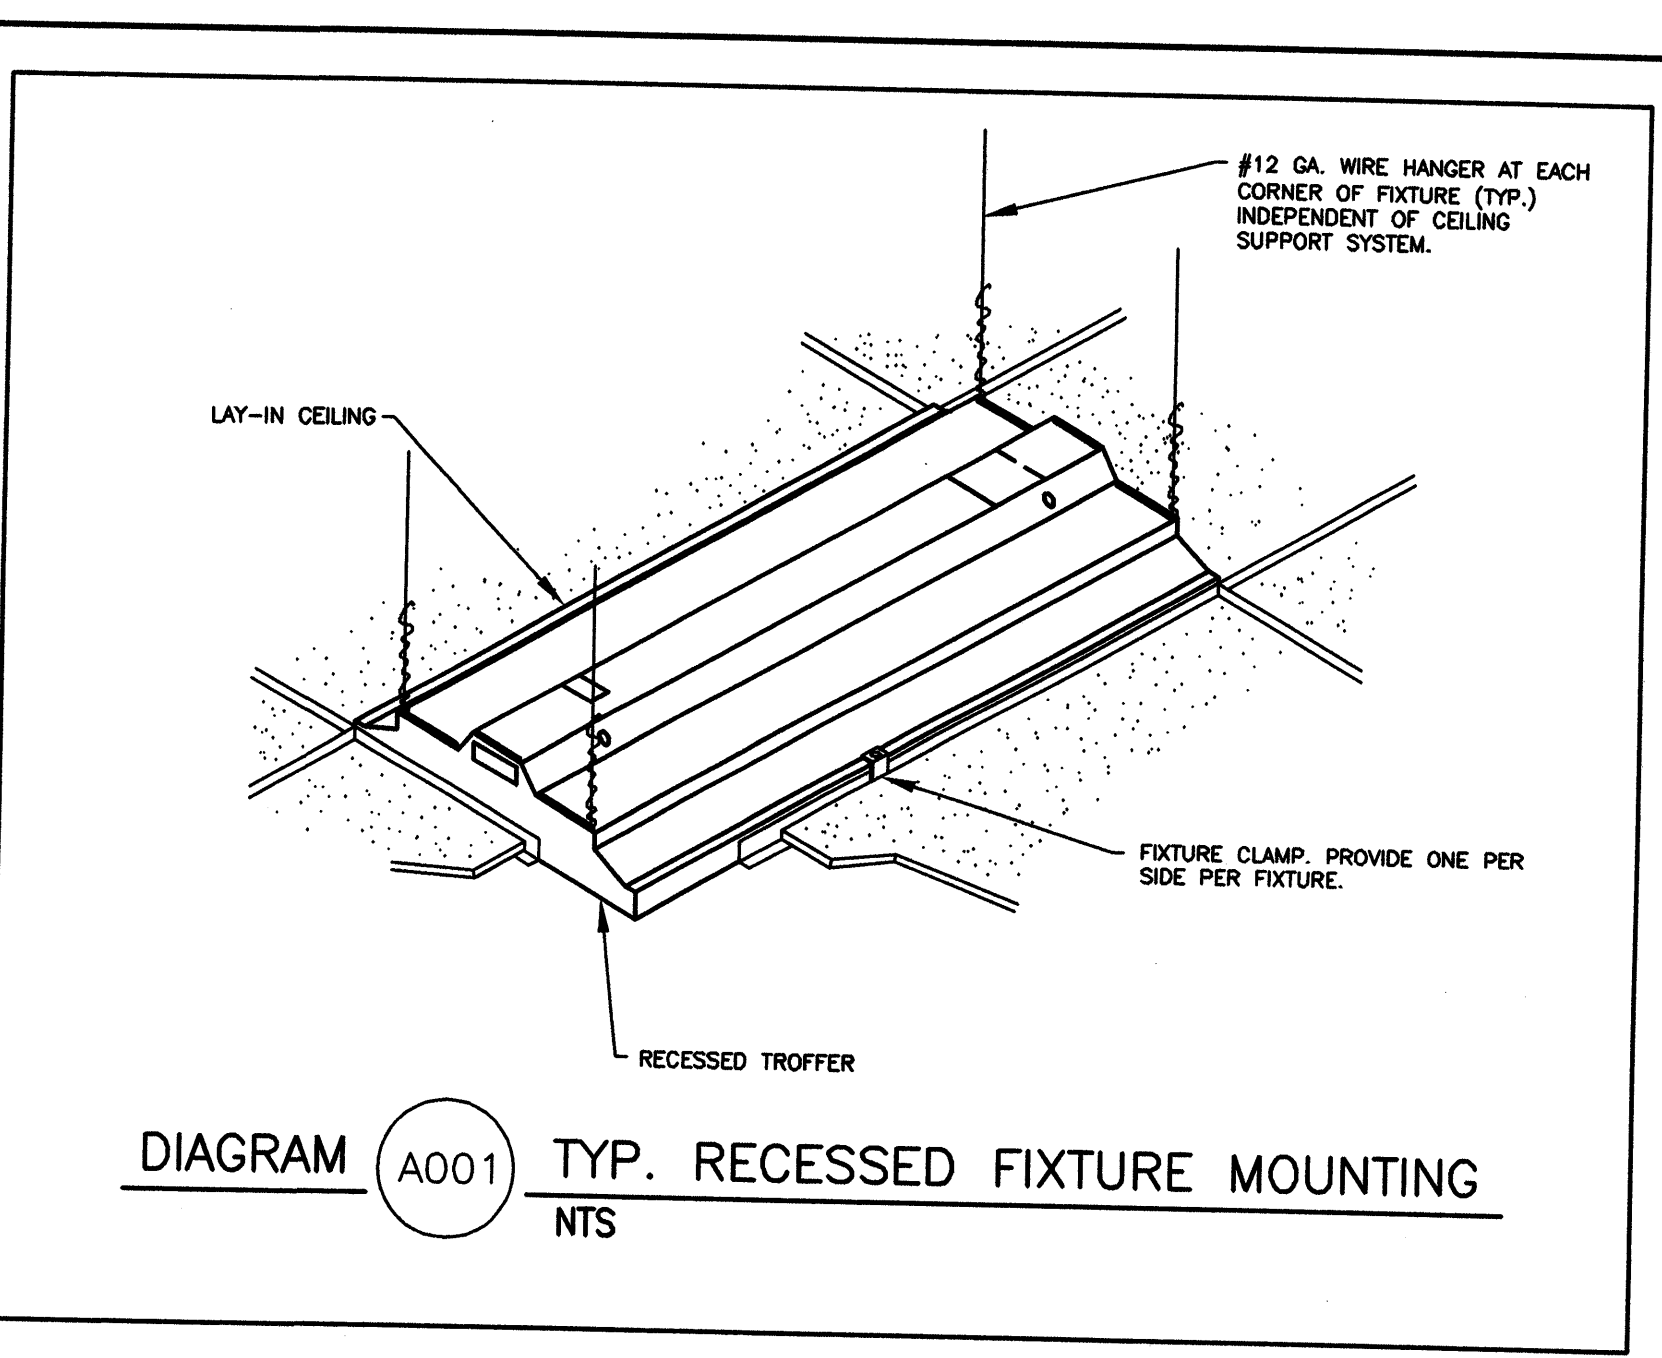 #12 GA. WIRE HANGER AT EACH
CORNER OF FIXTURE (TYP.)
INDEPENDENT OF CEILING
SUPPORT SYSTEM.
LAY-IN CEILING
FIXTURE CLAMP. PROVIDE ONE PER
SIDE PER FIXTURE.
RECESSED TROFFER
DIAGRAM A001 TYP. RECESSED FIXTURE MOUNTING
NTS